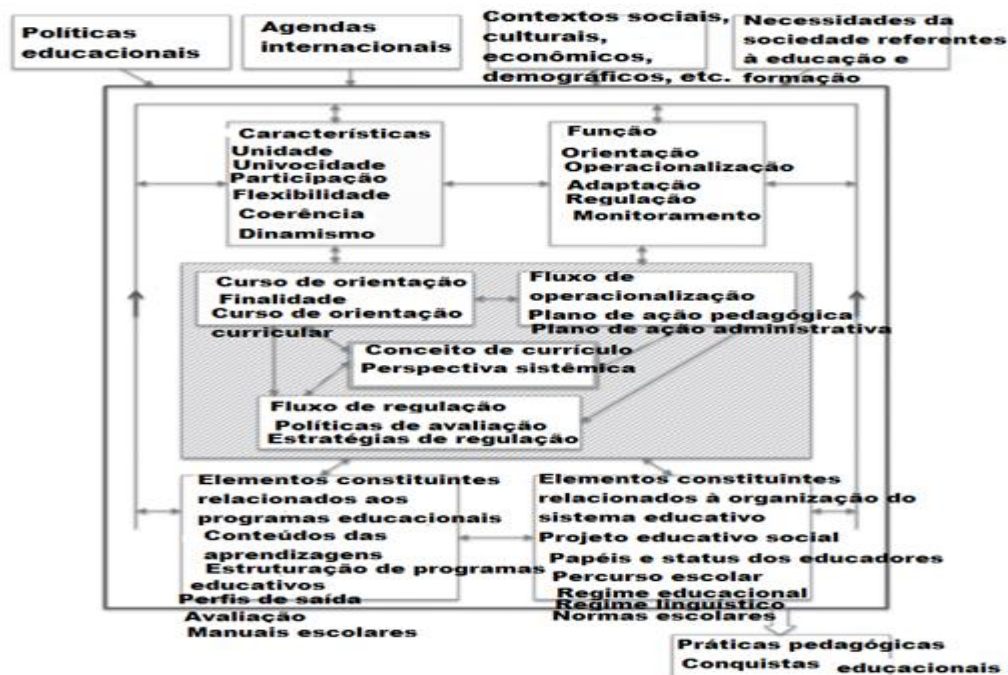 Políticas
educacionais
Agendas
internacionais
Contextos sociais,
culturais,
econômicos,
demográficos, etc.
Necessidades da
sociedade referentes
à educação e
formação
Características
Unidade
Univocidade
Participação
Flexibilidade
Coerência
Dinamismo
Função
Orientação
Operacionalização
Adaptação
Regulação
Monitoramento
Curso de orientação
Finalidade
Curso de orientação
curricular
Fluxo de
operacionalização
Plano de ação pedagógica
Plano de ação administrativa
Conceito de currículo
Perspectiva sistêmica
Fluxo de regulação
Políticas de avaliação
Estratégias de regulação
Elementos constituintes
relacionados aos
programas educacionais
Conteúdos das
aprendizagens
Estruturação de programas
educativos
Perfis de saída
Avaliação
Manuais escolares
Elementos constituintes
relacionados à organização do
sistema educativo
Projeto educativo social
Papéis e status dos educadores
Percurso escolar
Regime educacional
Regime linguístico
Normas escolares
Práticas pedagógicas
Conquistas educacionais